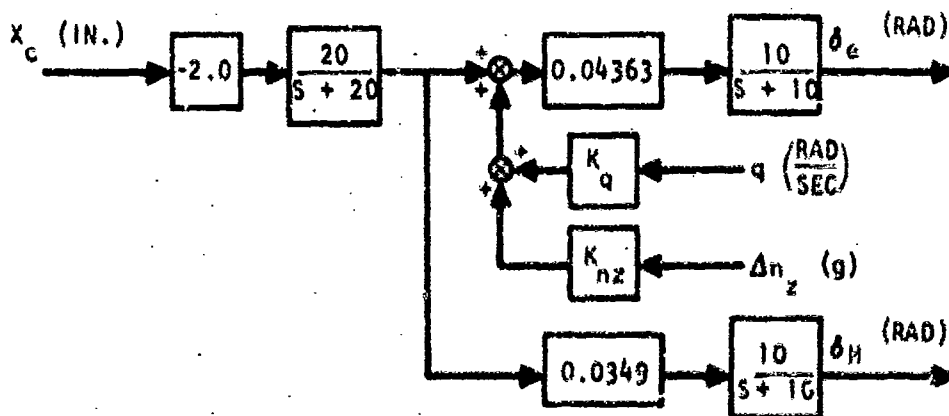 X_c (IN.)
-2.0
20
S + 20
+
+
0.04363
10
S + 10
δ_e (RAD)
+
+
K_q
q (RAD/SEC)
K_nz
Δn_z (g)
0.0349
10
S + 10
δ_H (RAD)